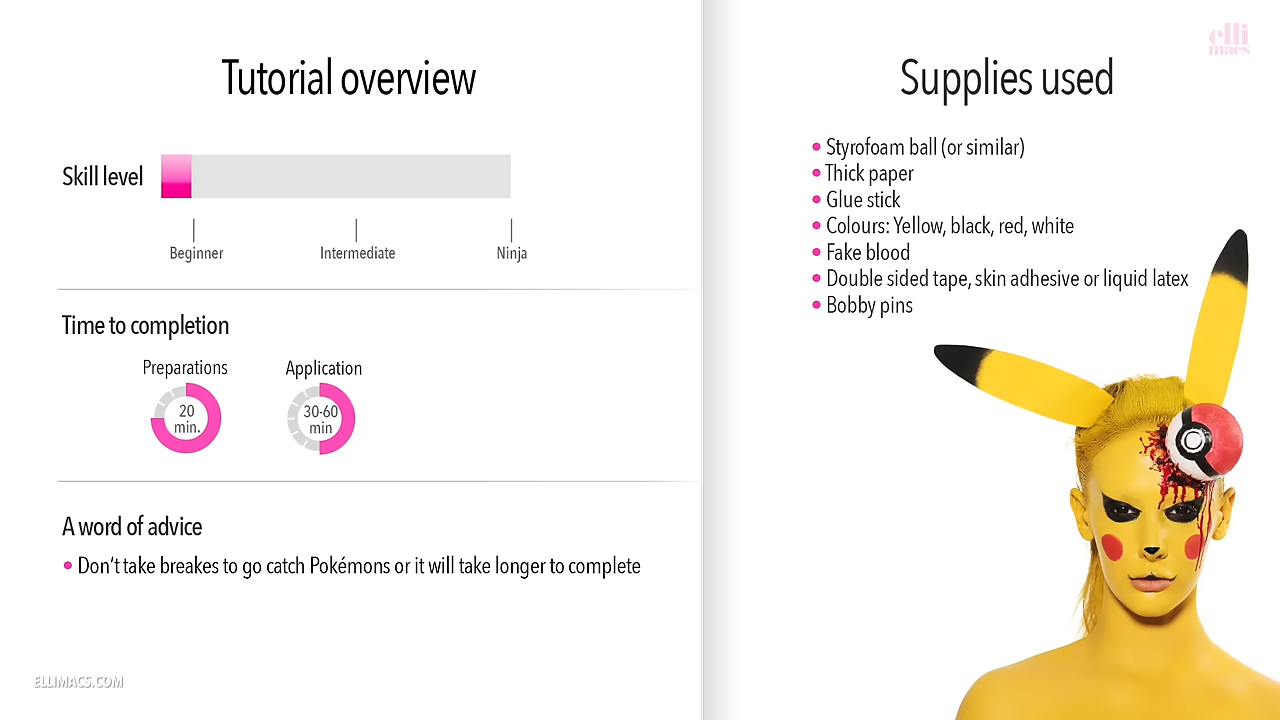 Tutorial overview
Skill level
Beginner
Intermediate
Ninja
Time to completion
Preparations
20
min.
Application
30-60
min
A word of advice
• Don't take breakes to go catch Pokémons or it will take longer to complete
ELLIMACS.COM
elli
macs
Supplies used
• Styrofoam ball (or similar)
• Thick paper
• Glue stick
• Colours: Yellow, black, red, white
• Fake blood
• Double sided tape, skin adhesive or liquid latex
• Bobby pins